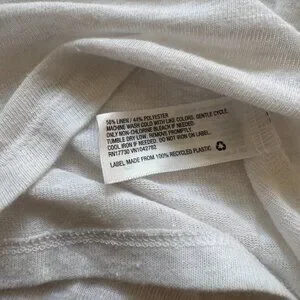 56% LINEN / 44% POLYESTER
MACHINE WASH COLD WITH LIKE COLORS. GENTLE CYCLE.
ONLY NON-CHLORINE BLEACH IF NEEDED.
TUMBLE DRY LOW. REMOVE PROMPTLY.
COOL IRON IF NEEDED. DO NOT IRON ON LABEL.
RN17730 VN1042762
LABEL MADE FROM 100% RECYCLED PLASTIC.